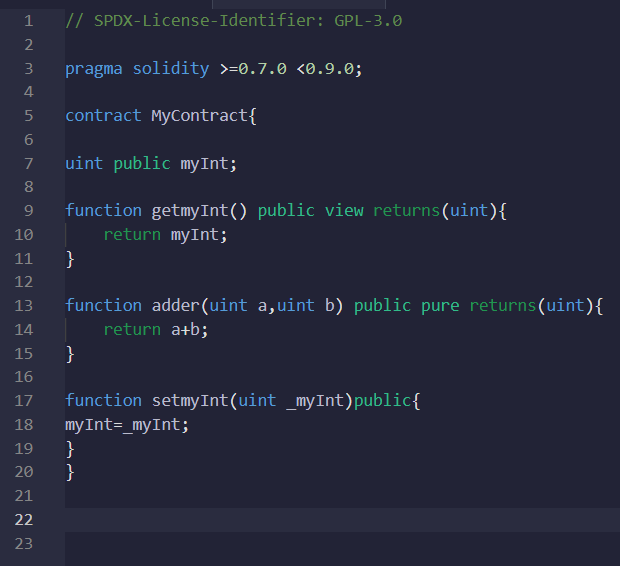 1 // SPDX-License-Identifier: GPL-3.0
2
3 pragma solidity >=0.7.0 <0.9.0;
4
5 contract MyContract{
6
7 uint public myInt;
8
9 function getmyInt() public view returns(uint){
10     return myInt;
11 }
12
13 function adder(uint a,uint b) public pure returns(uint){
14     return a+b;
15 }
16
17 function setmyInt(uint _myInt)public{
18 myInt=_myInt;
19 }
20 }
21
22
23